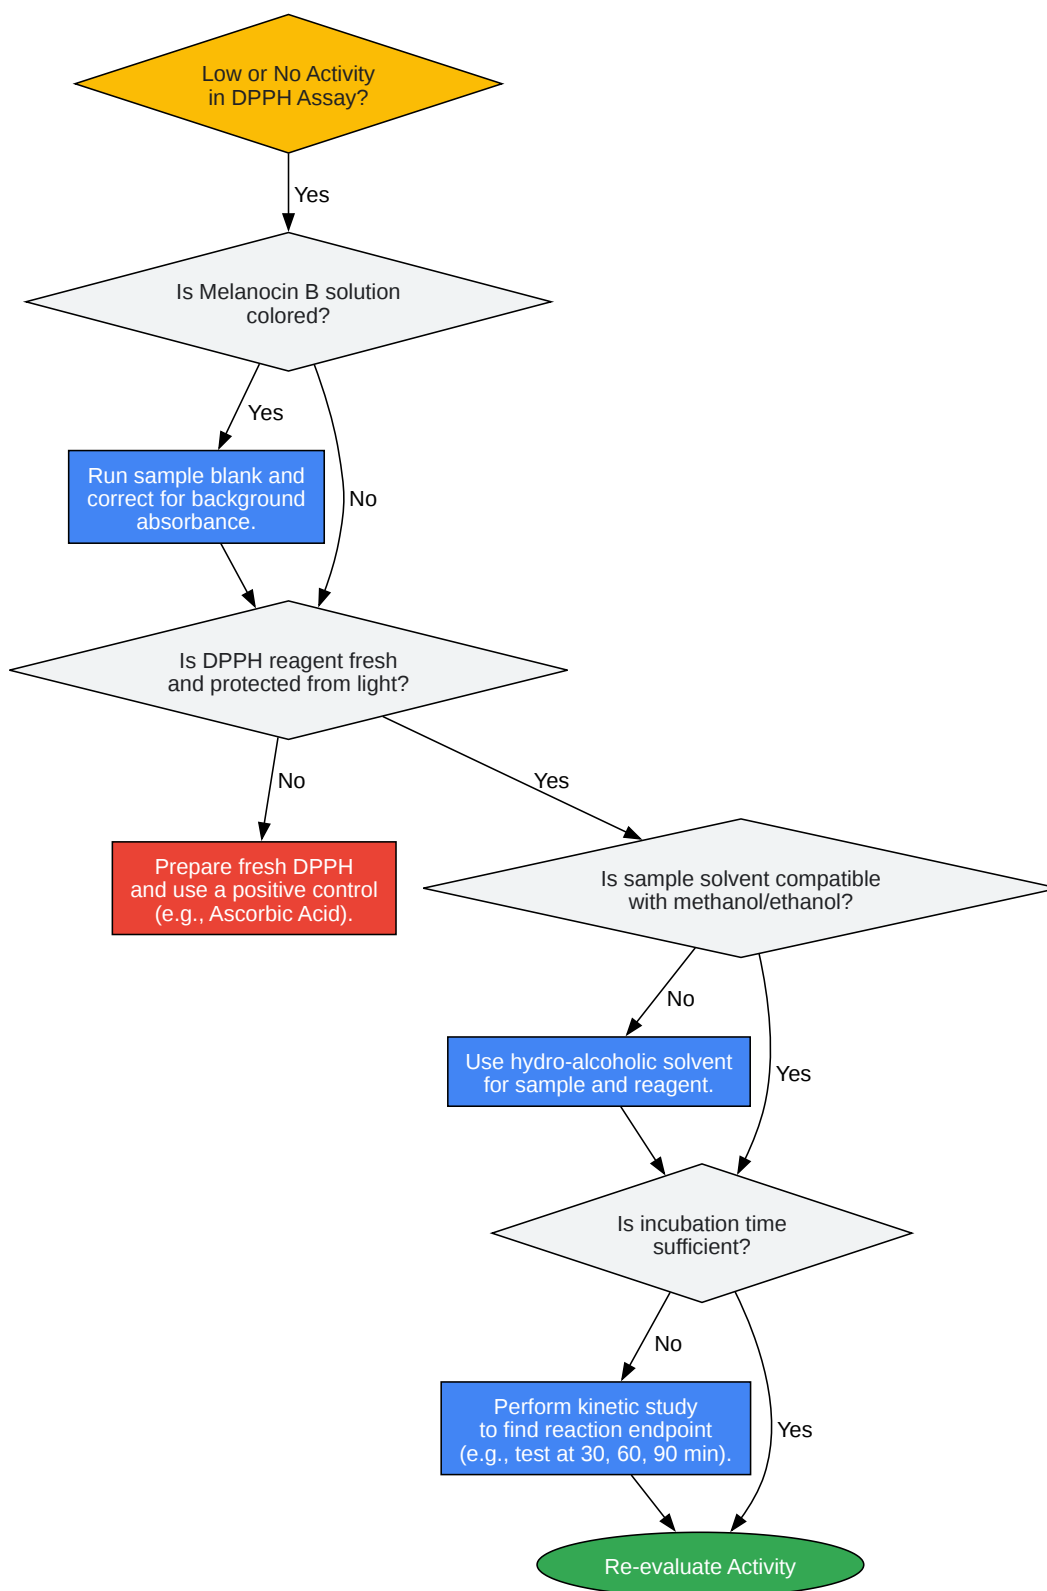 Low or No Activity
in DPPH Assay?
Yes
Is Melanocin B solution
colored?
Yes
Run sample blank and
correct for background
absorbance.
No
Is DPPH reagent fresh
and protected from light?
No
Yes
Prepare fresh DPPH
and use a positive control
(e.g., Ascorbic Acid).
Is sample solvent compatible
with methanol/ethanol?
No
Use hydro-alcoholic solvent
for sample and reagent.
Yes
Is incubation time
sufficient?
No
Perform kinetic study
to find reaction endpoint
(e.g., test at 30, 60, 90 min).
Yes
Re-evaluate Activity